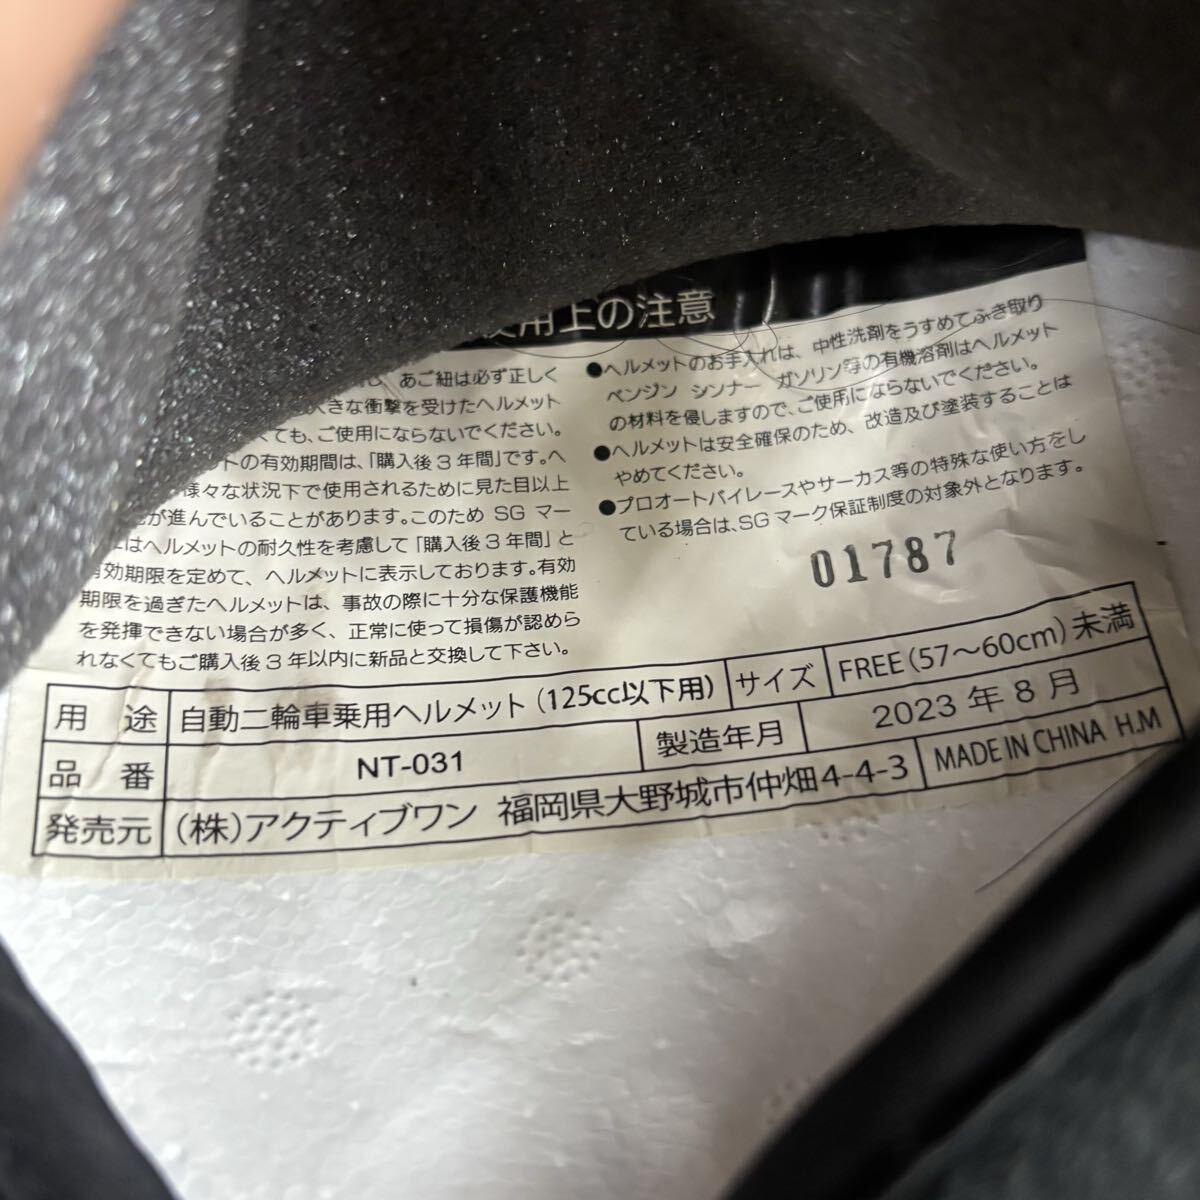 用上の注意
あご紐は必ず正しく
きな衝撃を受けたヘルメット
ても、ご使用にならないでください。
トの有効期間は、「購入後3年間」です。ヘ
様々な状況下で使用されるために見た目以上
が進んでいることがあります。このため SG マー
はヘルメットの耐久性を考慮して「購入後3年間」と
有効期限を定めて、ヘルメットに表示しております。有効
期限を過ぎたヘルメットは、事故の際に十分な保護機能
を発揮できない場合が多く、正常に使って損傷が認めら
れなくてもご購入後3年以内に新品と交換して下さい。
●ヘルメットのお手入れは、中性洗剤をうすめてふき取り
ベンジン シンナー ガソリン等の有機溶剤はヘルメット
の材料を侵しますので、ご使用にならないでください。
●ヘルメットは安全確保のため、改造及び塗装することは
やめてください。
●プロオートバイレースやサーカス等の特殊な使い方をし
ている場合は、SGマーク保証制度の対象外となります。
01787
用途 自動二輪車乗用ヘルメット(125cc以下用) サイズ FREE(57〜60cm)未満
品番 NT-031 製造年月 2023年8月
発売元 (株)アクティブワン 福岡県大野城市仲畑4-4-3 MADE IN CHINA H.M